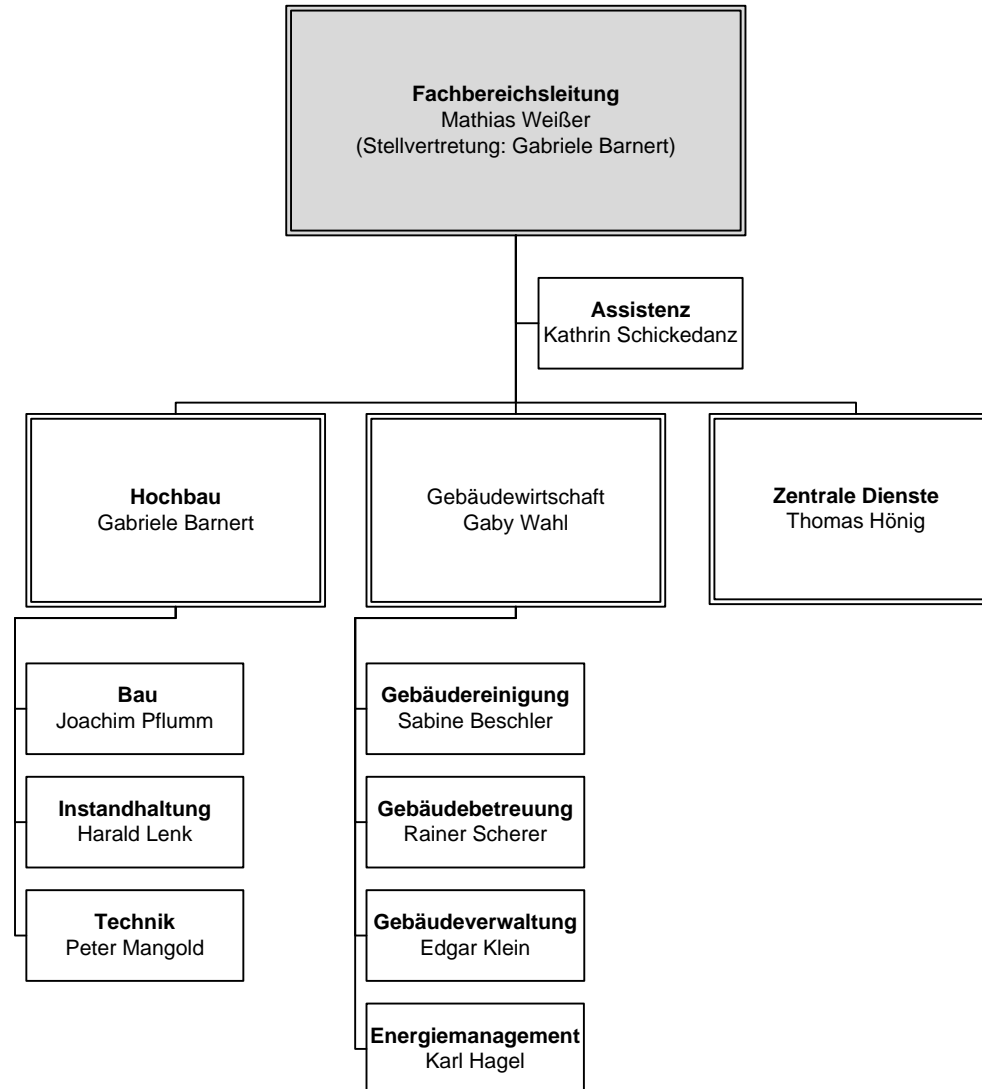 Fachbereichsleitung
Mathias Weißer
(Stellvertretung: Gabriele Barnert)
Assistenz
Kathrin Schickedanz
Hochbau
Gabriele Barnert
Gebäudewirtschaft
Gaby Wahl
Zentrale Dienste
Thomas Hönig
Bau
Joachim Pflumm
Instandhaltung
Harald Lenk
Technik
Peter Mangold
Gebäudereinigung
Sabine Beschler
Gebäudebetreuung
Rainer Scherer
Gebäudeverwaltung
Edgar Klein
Energiemanagement
Karl Hagel